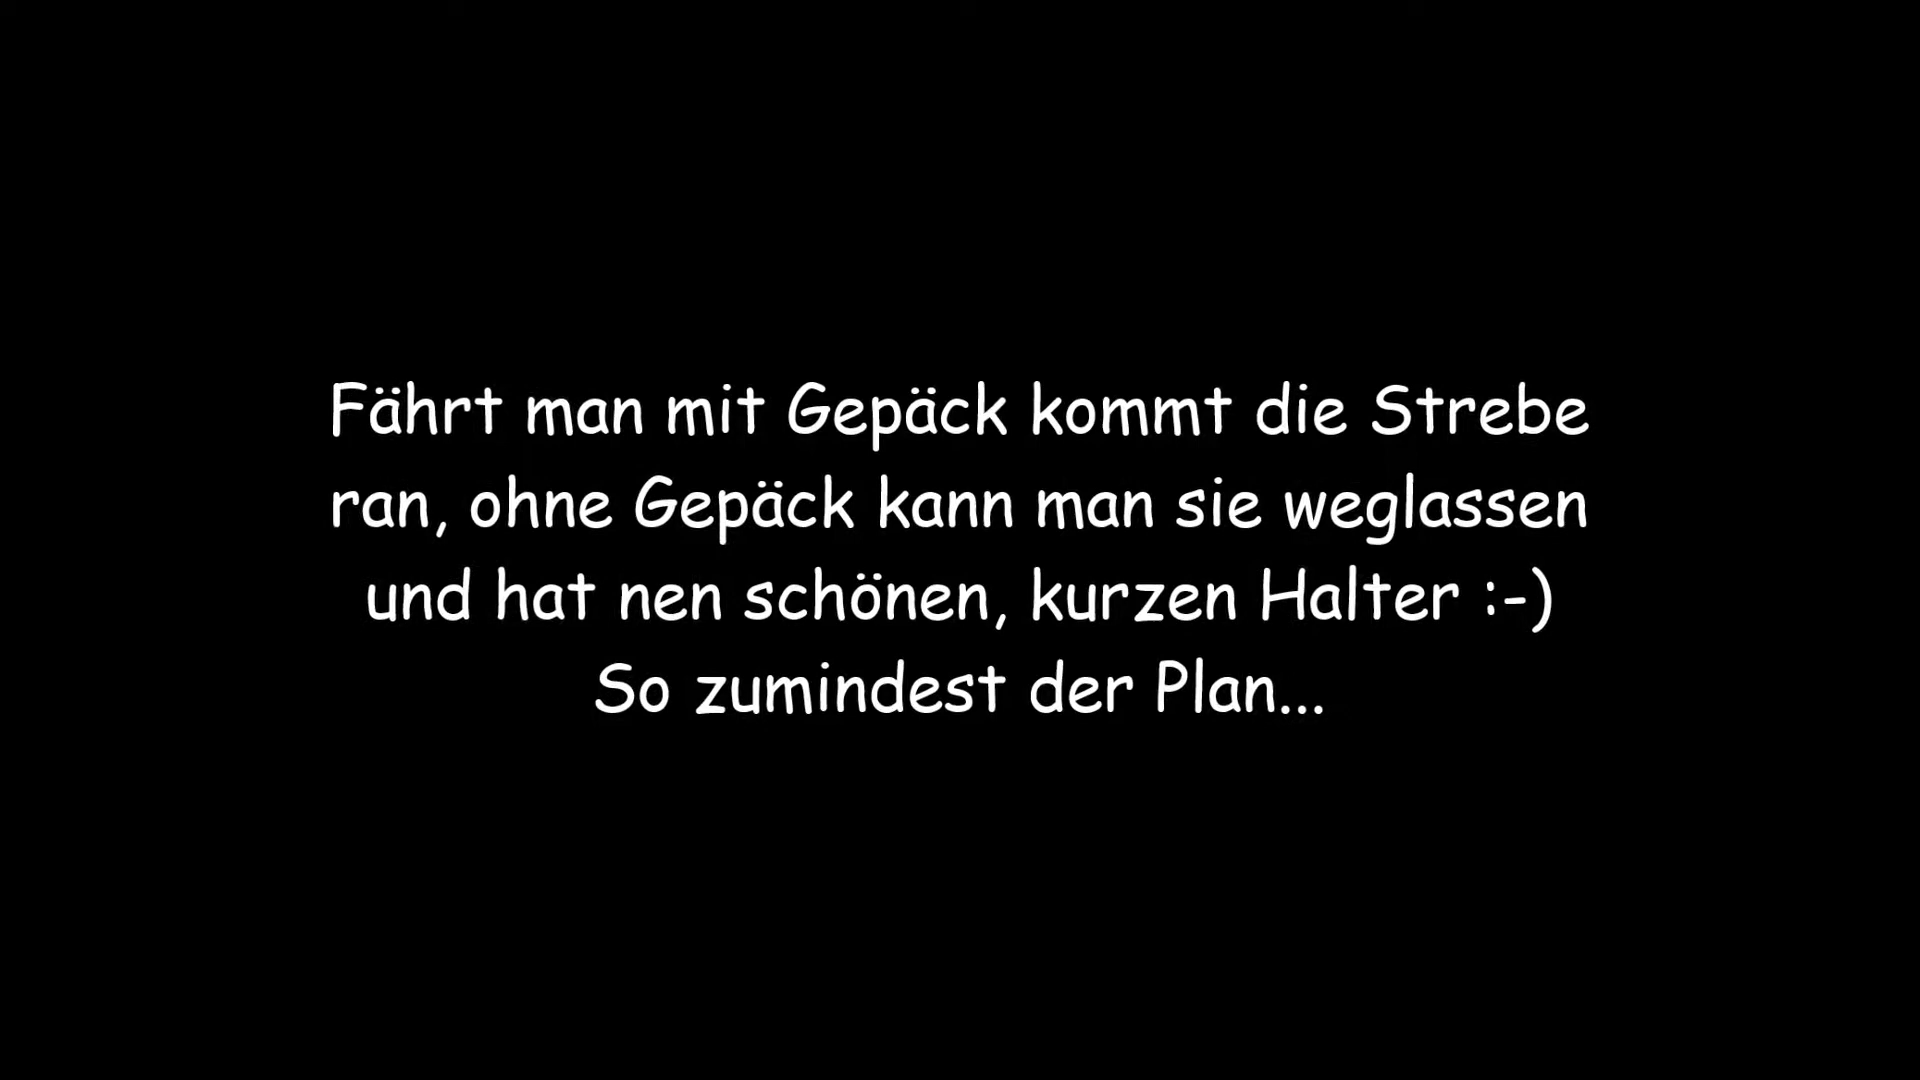 Fährt man mit Gepäck kommt die Strebe
ran, ohne Gepäck kann man sie weglassen
und hat nen schönen, kurzen Halter :-)
So zumindest der Plan...